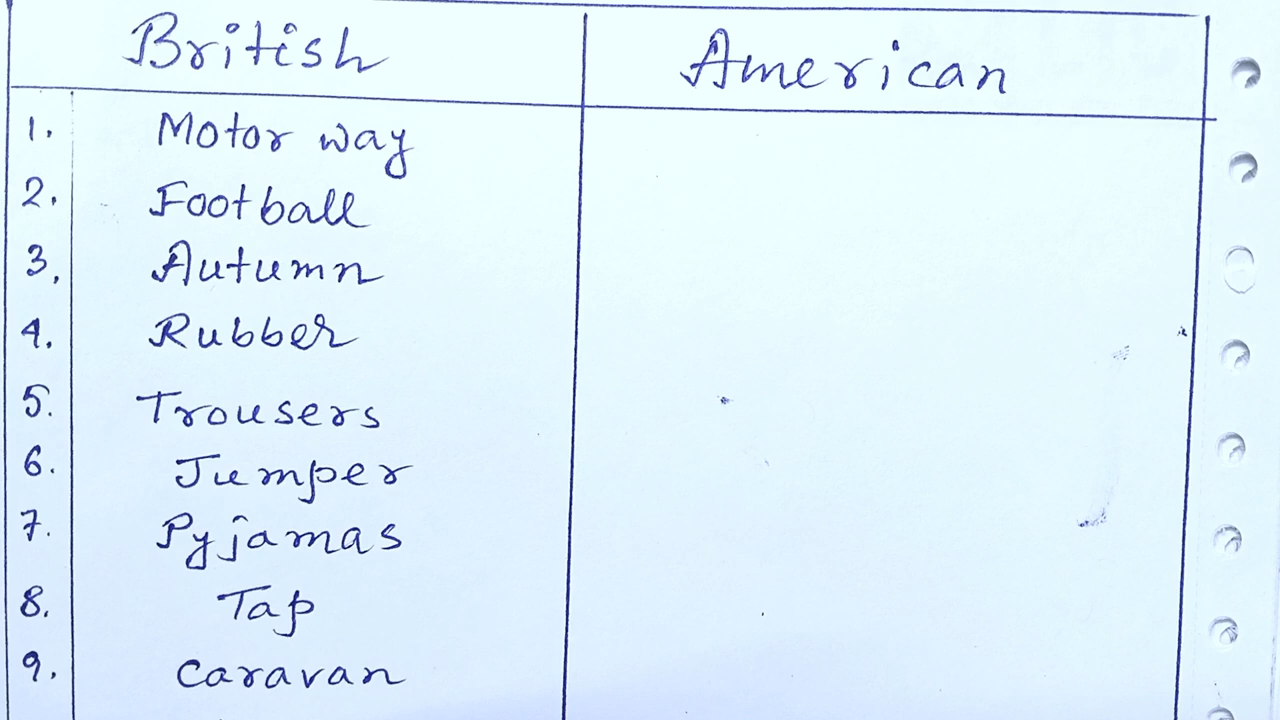 British American
1. Motor way
2. Football
3. Autumn
4. Rubber
5. Trousers
6. Jumper
7. Pyjamas
8. Tap
9. Caravan